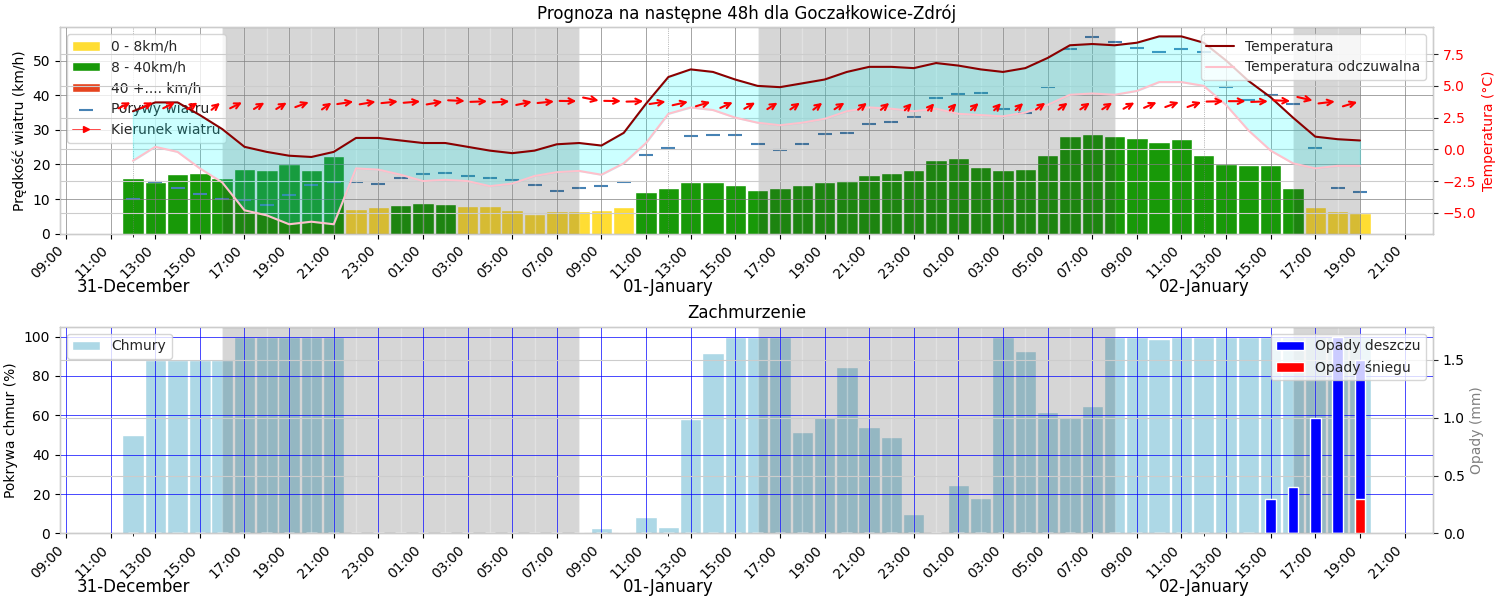 Prognoza na następne 48h dla Goczałkowice-Zdrój
Prędkość wiatru (km/h)
50
40
30
20
10
0
0 - 8km/h
8 - 40km/h
40 +.... km/h
Porywy wiatru
Kierunek wiatru
Temperatura
Temperatura odczuwalna
7.5
5.0
2.5
0.0
−2.5
−5.0
Temperatura (°C)
09:00 11:00 13:00 15:00 17:00 19:00 21:00 23:00 01:00 03:00 05:00 07:00 09:00 11:00 13:00 15:00 17:00 19:00 21:00 23:00 01:00 03:00 05:00 07:00 09:00 11:00 13:00 15:00 17:00 19:00 21:00
31-December 01-January 02-January
Zachmurzenie
Pokrywa chmur (%)
100
80
60
40
20
0
Chmury
Opady deszczu
Opady śniegu
1.5
1.0
0.5
0.0
Opady (mm)
09:00 11:00 13:00 15:00 17:00 19:00 21:00 23:00 01:00 03:00 05:00 07:00 09:00 11:00 13:00 15:00 17:00 19:00 21:00 23:00 01:00 03:00 05:00 07:00 09:00 11:00 13:00 15:00 17:00 19:00 21:00
31-December 01-January 02-January